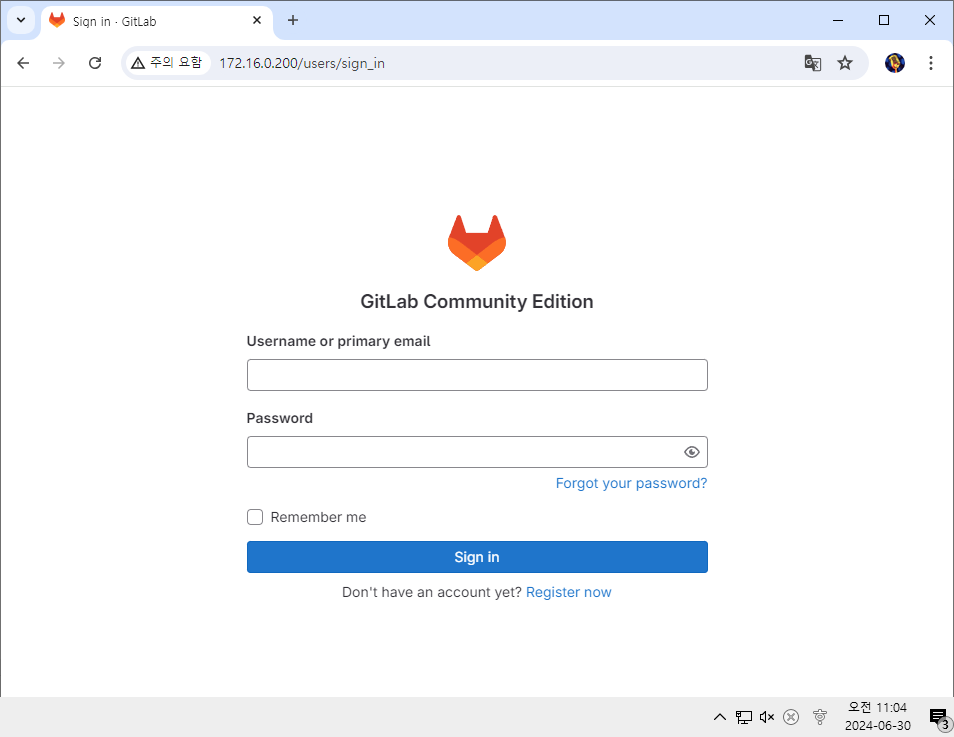 Sign in · GitLab
주의 요함 172.16.0.200/users/sign_in
GitLab Community Edition
Username or primary email
Password
Forgot your password?
Remember me
Sign in
Don't have an account yet? Register now
오전 11:04
2024-06-30
3